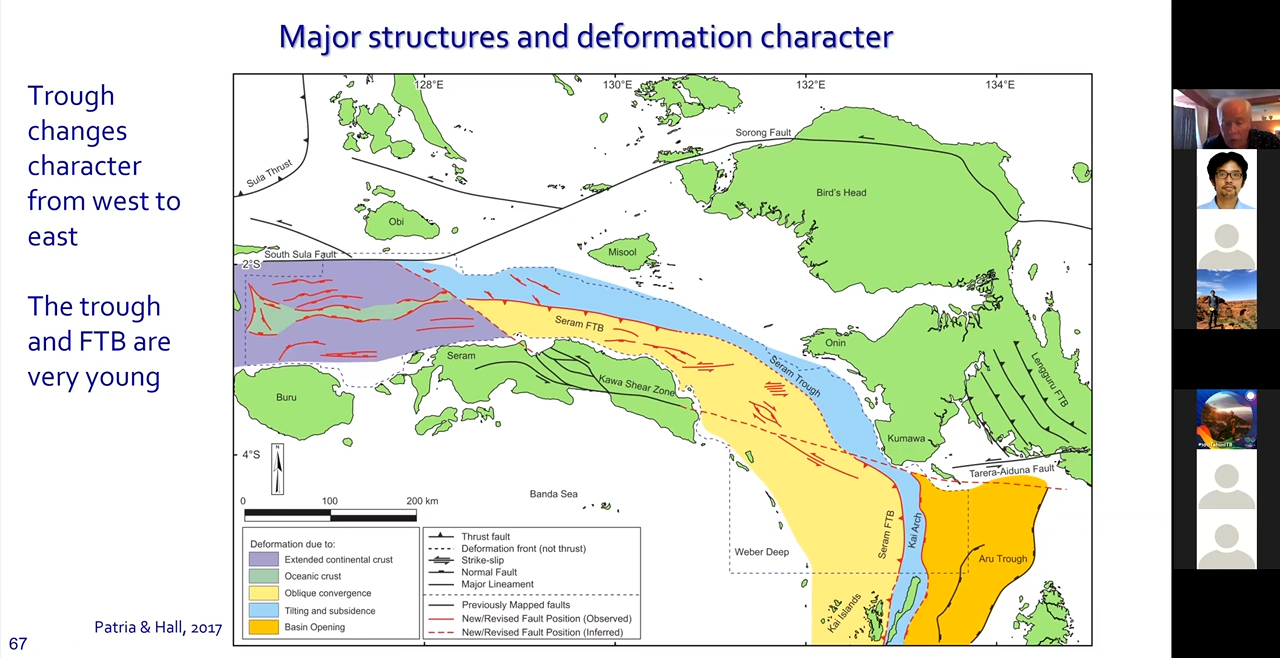 Major structures and deformation character
Trough
changes
character
from west to
east
The trough
and FTB are
very young
Patria & Hall, 2017
67
128°E
130°E
132°E
134°E
Sula Thrust
Sorong Fault
Bird's Head
Obi
Misool
South Sula Fault
2°S
Seram FTB
Onin
Seram Trough
Lengguru FTB
Seram
Kawa Shear Zone
Buru
Kumawa
4°S
N
Tarera-Aiduna Fault
0 100 200 km
Banda Sea
Weber Deep
Seram FTB
Kai Arch
Aru Trough
Kai Islands
Deformation due to:
Extended continental crust
Oceanic crust
Oblique convergence
Tilting and subsidence
Basin Opening
Thrust fault
Deformation front (not thrust)
Strike-slip
Normal Fault
Major Lineament
Previously Mapped faults
New/Revised Fault Position (Observed)
New/Revised Fault Position (Inferred)